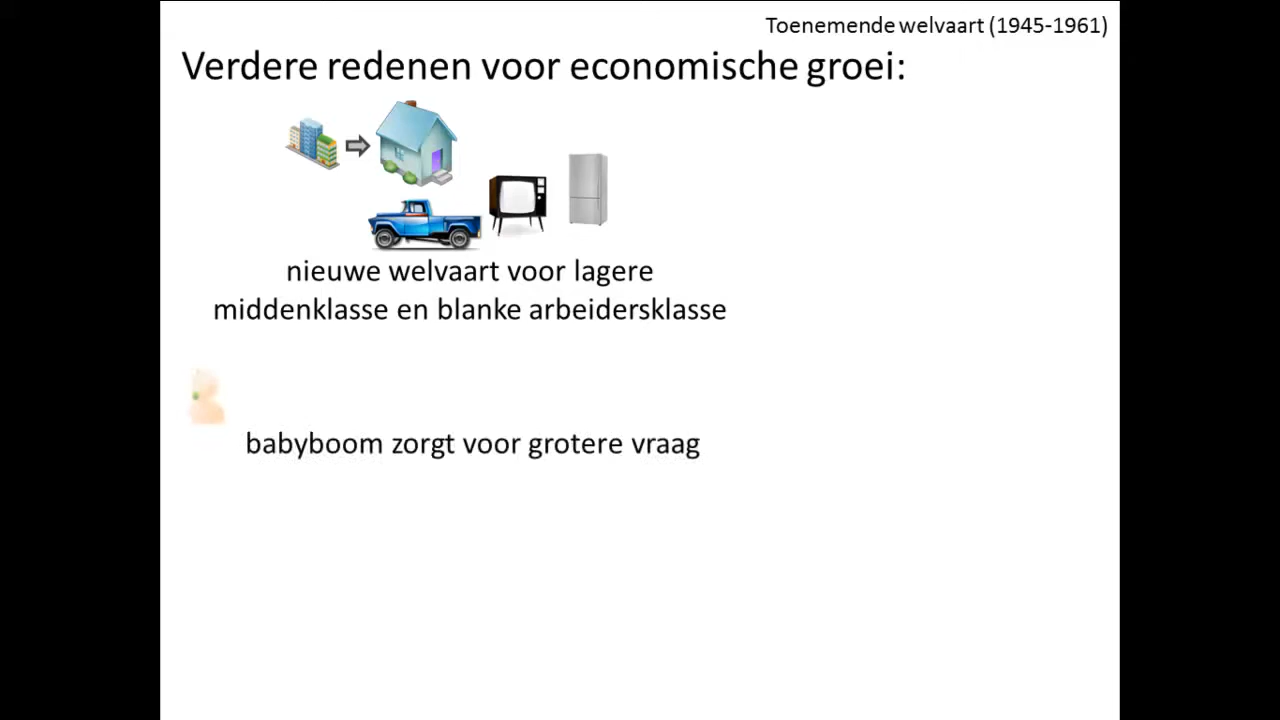 Toenemende welvaart (1945-1961)
Verdere redenen voor economische groei:
nieuwe welvaart voor lagere
middenklasse en blanke arbeidersklasse
babyboom zorgt voor grotere vraag